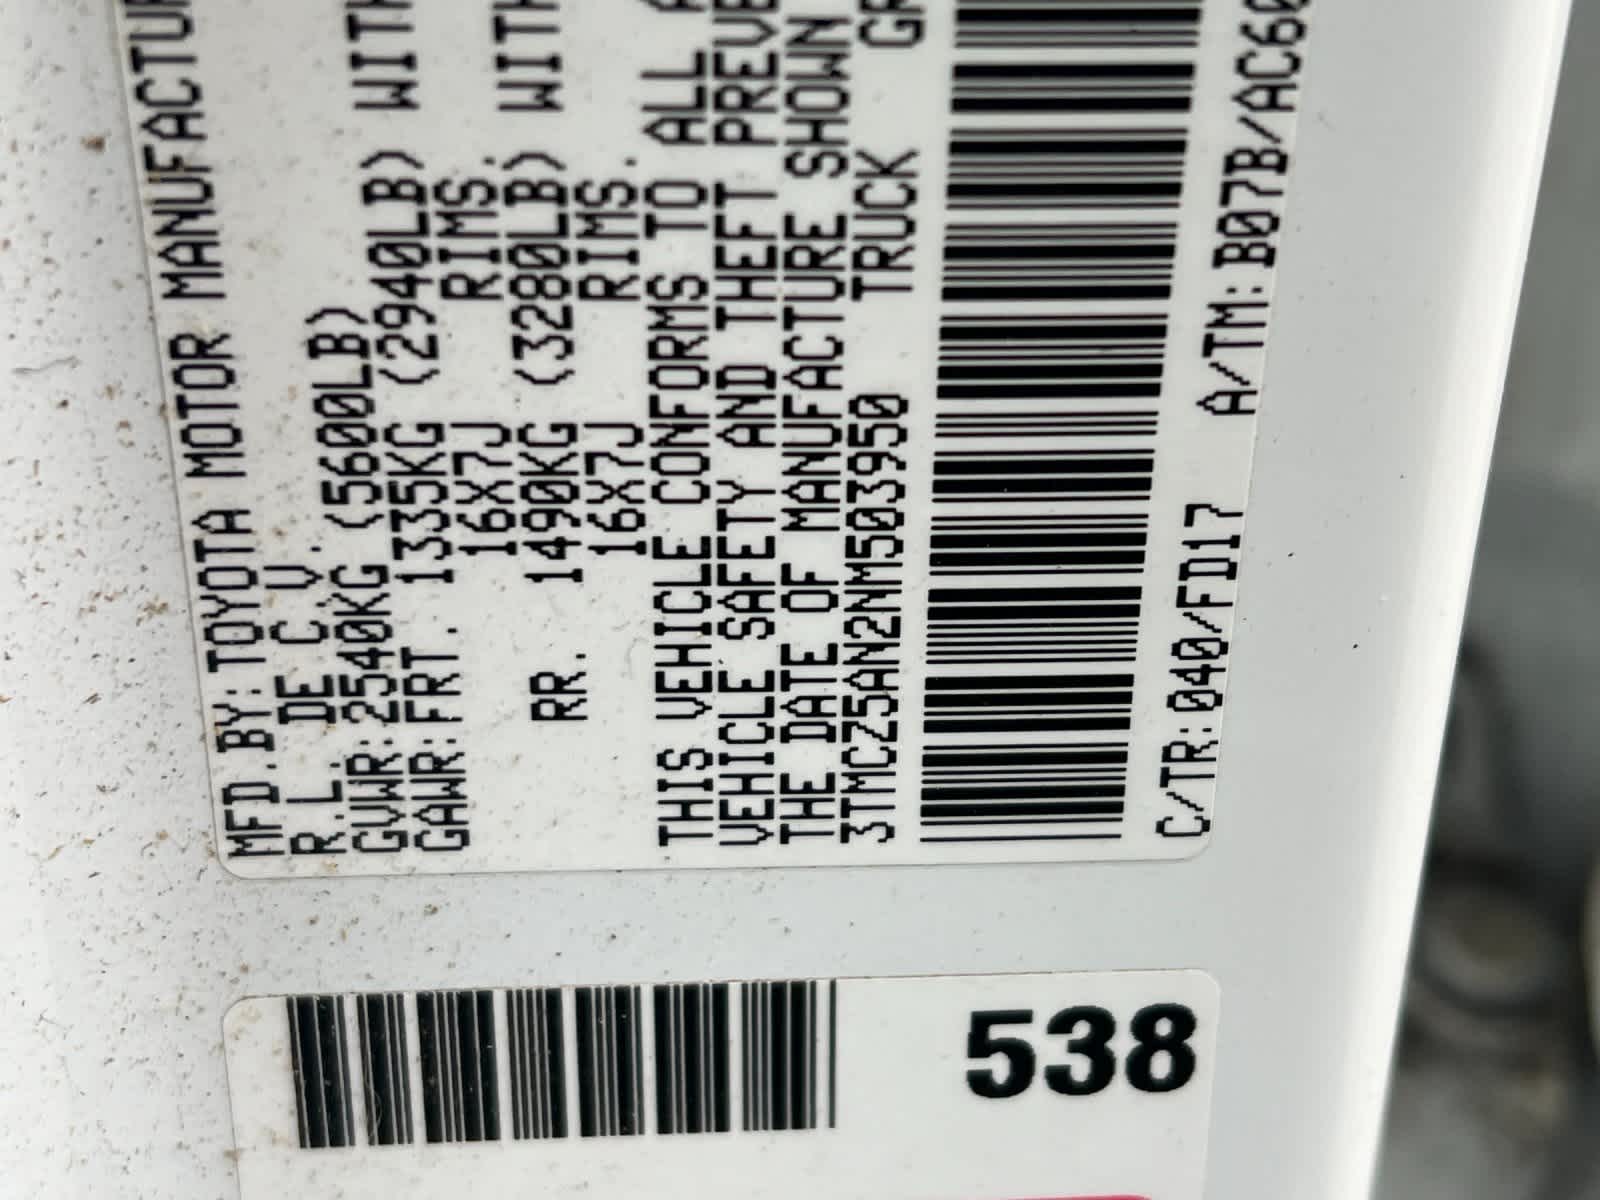 MFD.BY:TOYOTA MOTOR MANUFACTUR
R.L. DE C V.
GVWR:2540KG (5600LB)
GAWR:FRT. 1335KG (2940LB) WITH
16X7J RIMS.
RR. 1490KG (3280LB) WITH
16X7J RIMS.
THIS VEHICLE CONFORMS TO ALL A
VEHICLE SAFETY AND THEFT PREVE
THE DATE OF MANUFACTURE SHOWN
3TMCZ5AN2NM503950 TRUCK GR
C/TR:040/FD17 A/TM:B07B/AC60
538